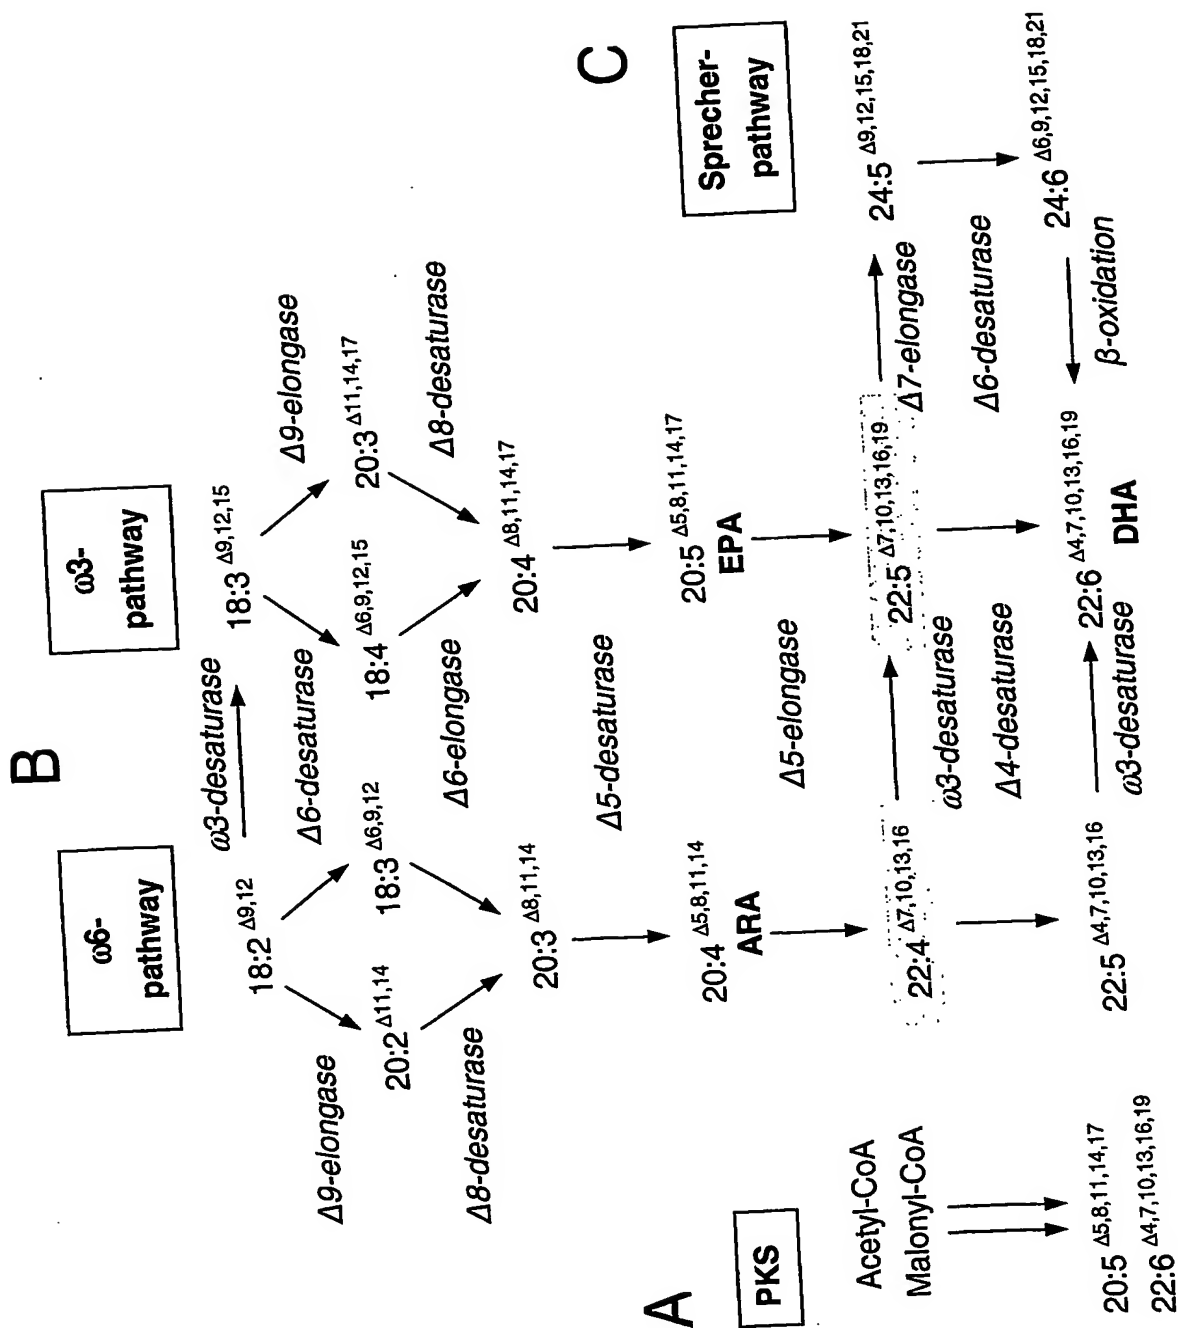 A
PKS
Acetyl-CoA
Malonyl-CoA
20:5 Δ5,8,11,14,17
22:6 Δ4,7,10,13,16,19
B
ω6-
pathway
ω3-
pathway
18:2 Δ9,12
ω3-desaturase
18:3 Δ9,12,15
Δ9-elongase
Δ6-desaturase
Δ9-elongase
20:2 Δ11,14
18:3 Δ6,9,12
18:4 Δ6,9,12,15
20:3 Δ11,14,17
Δ8-desaturase
Δ6-elongase
Δ8-desaturase
20:3 Δ8,11,14
20:4 Δ8,11,14,17
Δ5-desaturase
20:4 Δ5,8,11,14
ARA
20:5 Δ5,8,11,14,17
EPA
Δ5-elongase
22:4 Δ7,10,13,16
22:5 Δ7,10,13,16,19
ω3-desaturase
Δ4-desaturase
22:5 Δ4,7,10,13,16
ω3-desaturase
22:6 Δ4,7,10,13,16,19
DHA
C
Sprecher-
pathway
Δ7-elongase
24:5 Δ9,12,15,18,21
Δ6-desaturase
24:6 Δ6,9,12,15,18,21
β-oxidation